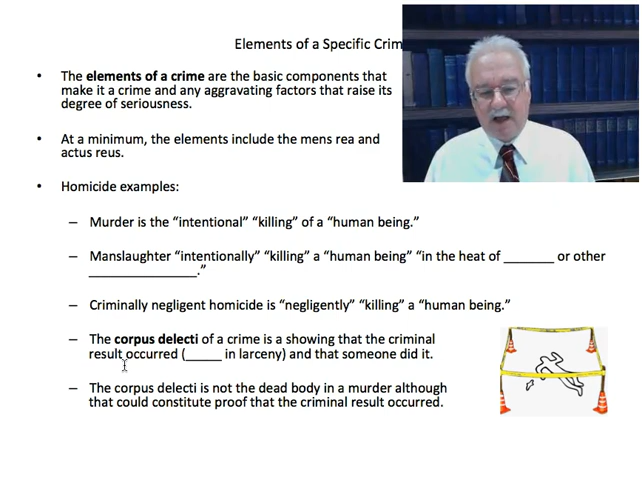 Elements of a Specific Crim
• The elements of a crime are the basic components that
make it a crime and any aggravating factors that raise its
degree of seriousness.
• At a minimum, the elements include the mens rea and
actus reus.
• Homicide examples:
– Murder is the “intentional” “killing” of a “human being.”
– Manslaughter “intentionally” “killing” a “human being” “in the heat of _______ or other
_______________.”
– Criminally negligent homicide is “negligently” “killing” a “human being.”
– The corpus delecti of a crime is a showing that the criminal
result occurred (_____ in larceny) and that someone did it.
– The corpus delecti is not the dead body in a murder although
that could constitute proof that the criminal result occurred.